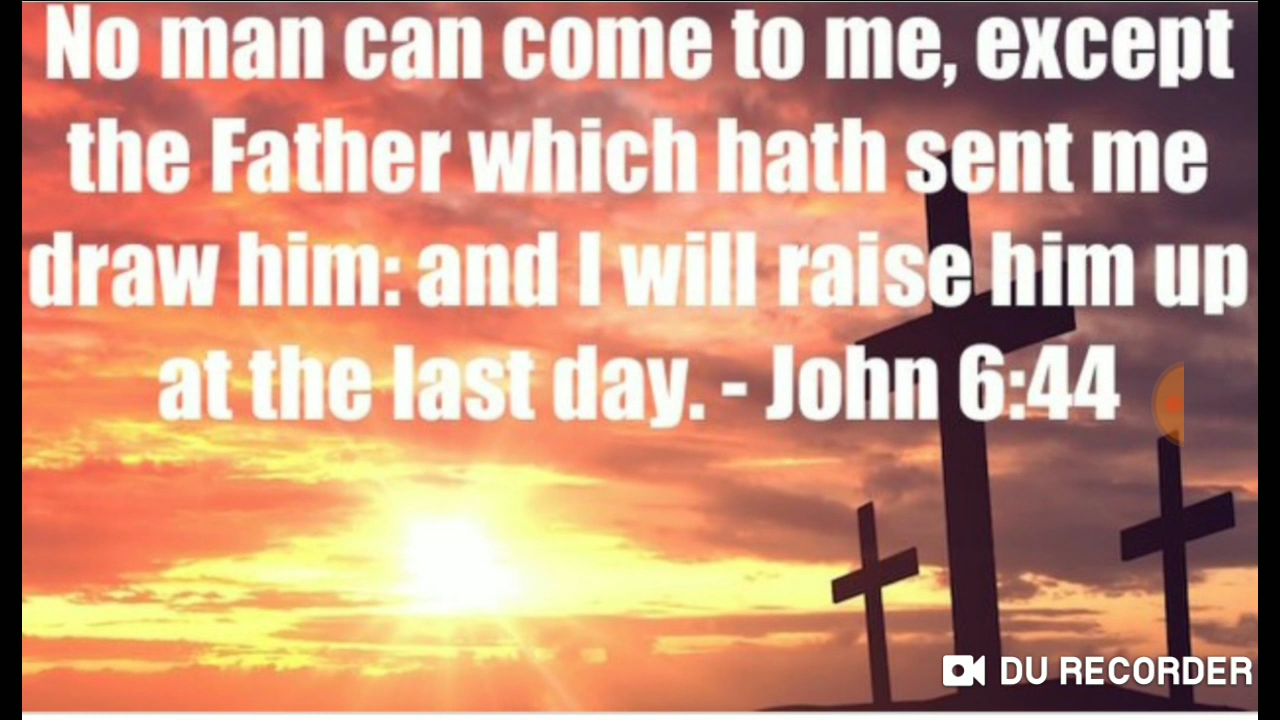 No man can come to me, except
the Father which hath sent me
draw him: and I will raise him up
at the last day. - John 6:44
DU RECORDER